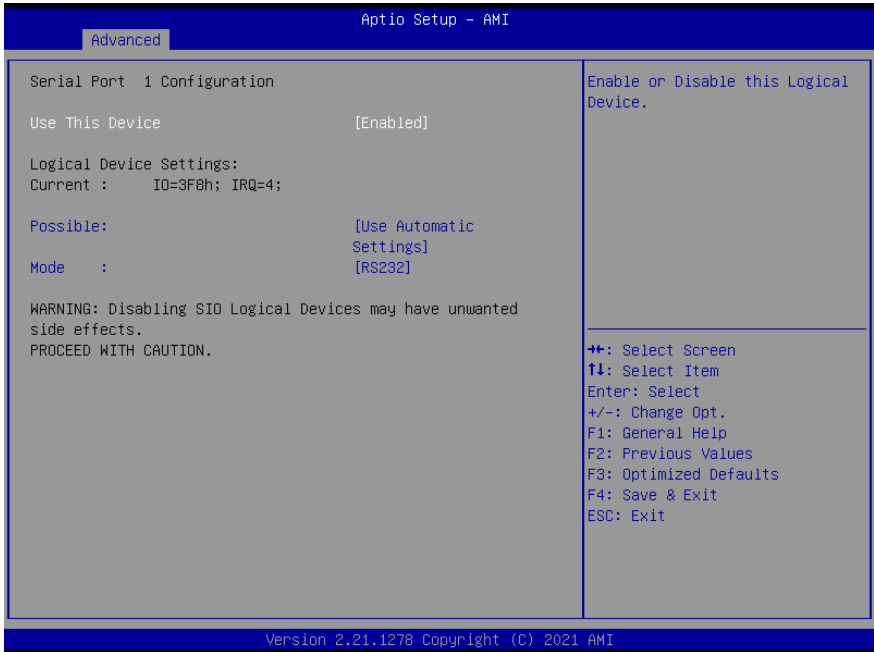 Aptio Setup – AMI
Advanced
Serial Port 1 Configuration
Use This Device [Enabled]
Logical Device Settings:
Current : IO=3F8h; IRQ=4;
Possible: [Use Automatic
Settings]
Mode : [RS232]
WARNING: Disabling SIO Logical Devices may have unwanted
side effects.
PROCEED WITH CAUTION.
Enable or Disable this Logical
Device.
→←: Select Screen
↑↓: Select Item
Enter: Select
+/-: Change Opt.
F1: General Help
F2: Previous Values
F3: Optimized Defaults
F4: Save & Exit
ESC: Exit
Version 2.21.1278 Copyright (C) 2021 AMI